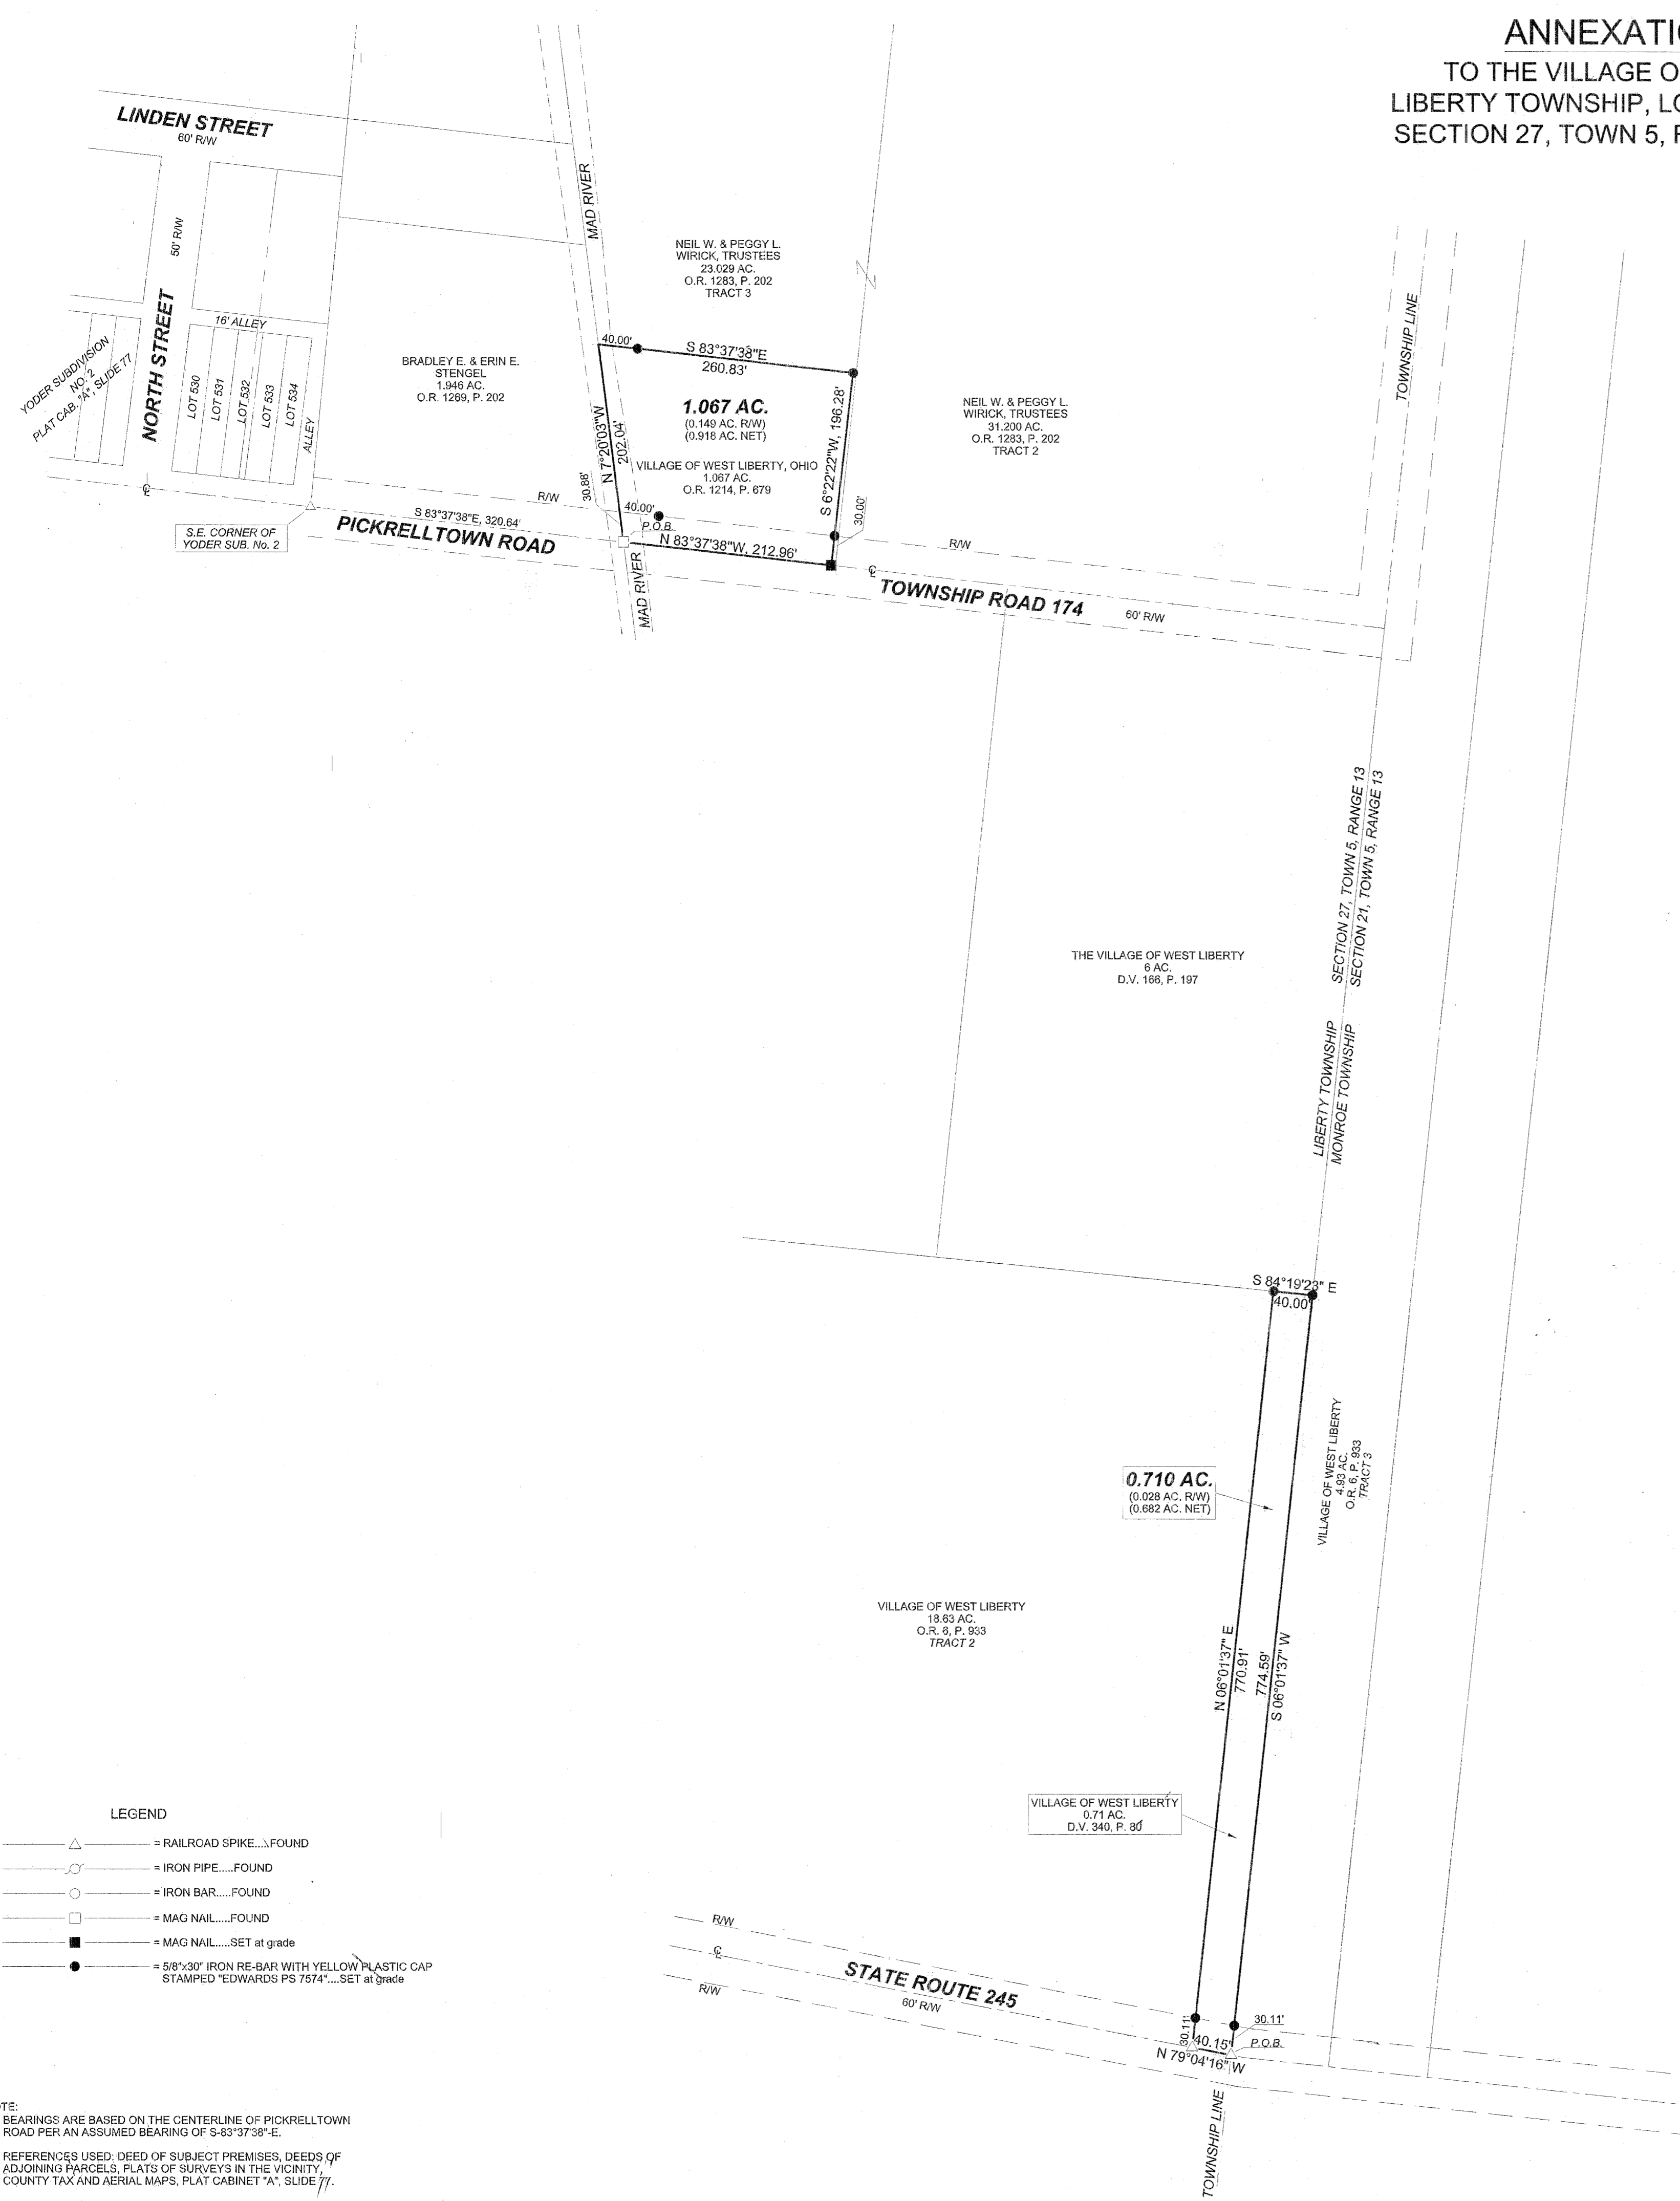 ANNEXATI
TO THE VILLAGE O
LIBERTY TOWNSHIP, LO
SECTION 27, TOWN 5, R
LINDEN STREET
60' R/W
50' R/W
NORTH STREET
16' ALLEY
YODER SUBDIVISION
NO. 2
PLAT CAB. "A", SLIDE 77
LOT 530
LOT 531
LOT 532
LOT 533
LOT 534
ALLEY
BRADLEY E. & ERIN E.
STENGEL
1.946 AC.
O.R. 1269, P. 202
MAD RIVER
NEIL W. & PEGGY L.
WIRICK, TRUSTEES
23.029 AC.
O.R. 1283, P. 202
TRACT 3
40.00'
S 83°37'38"E
260.83'
1.067 AC.
(0.149 AC. R/W)
(0.918 AC. NET)
N 7°20'03"W
202.04'
S 6°22'22"W, 196.28'
VILLAGE OF WEST LIBERTY, OHIO
1.067 AC.
O.R. 1214, P. 679
NEIL W. & PEGGY L.
WIRICK, TRUSTEES
31.200 AC.
O.R. 1283, P. 202
TRACT 2
TOWNSHIP LINE
30.88'
40.00'
P.O.B.
30.00'
R/W
S 83°37'38"E, 320.64'
PICKRELLTOWN ROAD
N 83°37'38"W, 212.96'
R/W
S.E. CORNER OF
YODER SUB. No. 2
MAD RIVER
TOWNSHIP ROAD 174
60' R/W
SECTION 27, TOWN 5, RANGE 13
SECTION 21, TOWN 5, RANGE 13
THE VILLAGE OF WEST LIBERTY
6 AC.
D.V. 166, P. 197
LIBERTY TOWNSHIP
MONROE TOWNSHIP
S 84°19'23" E
40.00'
VILLAGE OF WEST LIBERTY
4.93 AC.
O.R. 6, P. 933
TRACT 3
0.710 AC.
(0.028 AC. R/W)
(0.682 AC. NET)
VILLAGE OF WEST LIBERTY
18.63 AC.
O.R. 6, P. 933
TRACT 2
N 06°01'37" E
770.91'
774.59'
S 06°01'37" W
VILLAGE OF WEST LIBERTY
0.71 AC.
D.V. 340, P. 80
LEGEND
= RAILROAD SPIKE....FOUND
= IRON PIPE.....FOUND
= IRON BAR.....FOUND
= MAG NAIL.....FOUND
= MAG NAIL.....SET at grade
= 5/8"x30" IRON RE-BAR WITH YELLOW PLASTIC CAP
STAMPED "EDWARDS PS 7574"....SET at grade
R/W
R/W
STATE ROUTE 245
60' R/W
30.11'
30.11'
40.15'
P.O.B.
N 79°04'16" W
TOWNSHIP LINE
TE:
BEARINGS ARE BASED ON THE CENTERLINE OF PICKRELLTOWN
ROAD PER AN ASSUMED BEARING OF S-83°37'38"-E.
REFERENCES USED: DEED OF SUBJECT PREMISES, DEEDS OF
ADJOINING PARCELS, PLATS OF SURVEYS IN THE VICINITY,
COUNTY TAX AND AERIAL MAPS, PLAT CABINET "A", SLIDE 77.